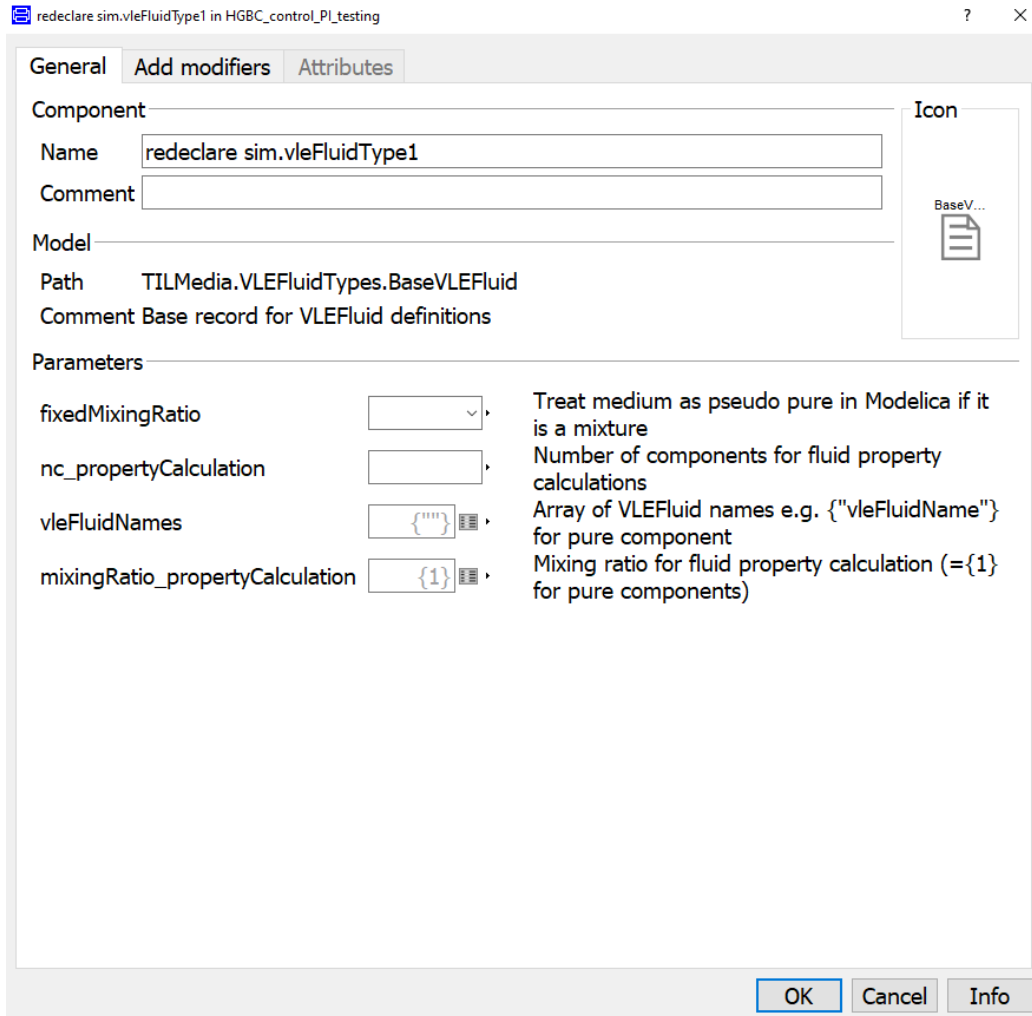 redeclare sim.vleFluidType1 in HGBC_control_PI_testing
?
General
Add modifiers
Attributes
Component
Icon
Name
redeclare sim.vleFluidType1
Comment
BaseV...
Model
Path
TILMedia.VLEFluidTypes.BaseVLEFluid
Comment Base record for VLEFluid definitions
Parameters
fixedMixingRatio
Treat medium as pseudo pure in Modelica if it
is a mixture
nc_propertyCalculation
Number of components for fluid property
calculations
vleFluidNames
{""}
Array of VLEFluid names e.g. {"vleFluidName"}
for pure component
mixingRatio_propertyCalculation
{1}
Mixing ratio for fluid property calculation (={1}
for pure components)
OK
Cancel
Info